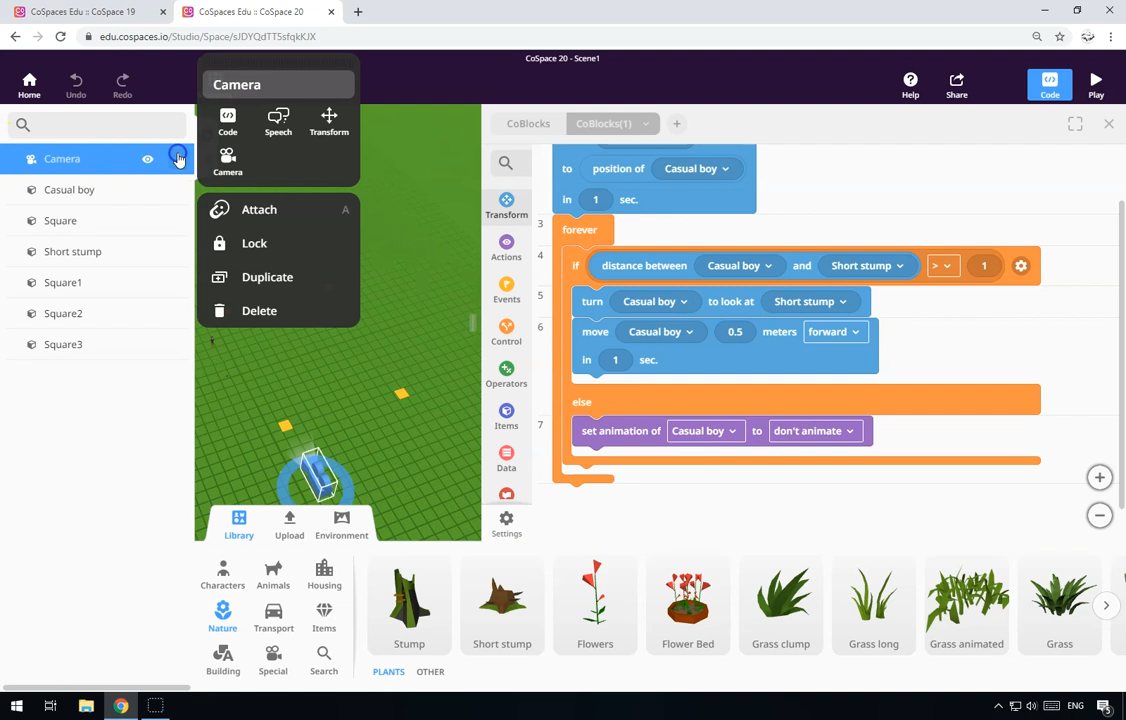 CoSpaces Edu :: CoSpace 19
CoSpaces Edu :: CoSpace 20
edu.cospaces.io/Studio/Space/sJDYQdTT5sfqkKJX
CoSpace 20 - Scene1
Home
Undo
Redo
Help
Share
Code
Play
Camera
Code
Speech
Transform
Camera
Attach
A
Lock
Duplicate
Delete
Camera
Casual boy
Square
Short stump
Square1
Square2
Square3
CoBlocks
CoBlocks(1)
Transform
Actions
Events
Control
Operators
Items
Data
Settings
to position of Casual boy
in 1 sec.
3
forever
4
if distance between Casual boy and Short stump > 1
5
turn Casual boy to look at Short stump
6
move Casual boy 0.5 meters forward
in 1 sec.
else
7
set animation of Casual boy to don't animate
Library
Upload
Environment
Characters
Animals
Housing
Nature
Transport
Items
Building
Special
Search
Stump
Short stump
Flowers
Flower Bed
Grass clump
Grass long
Grass animated
Grass
PLANTS
OTHER
ENG
5